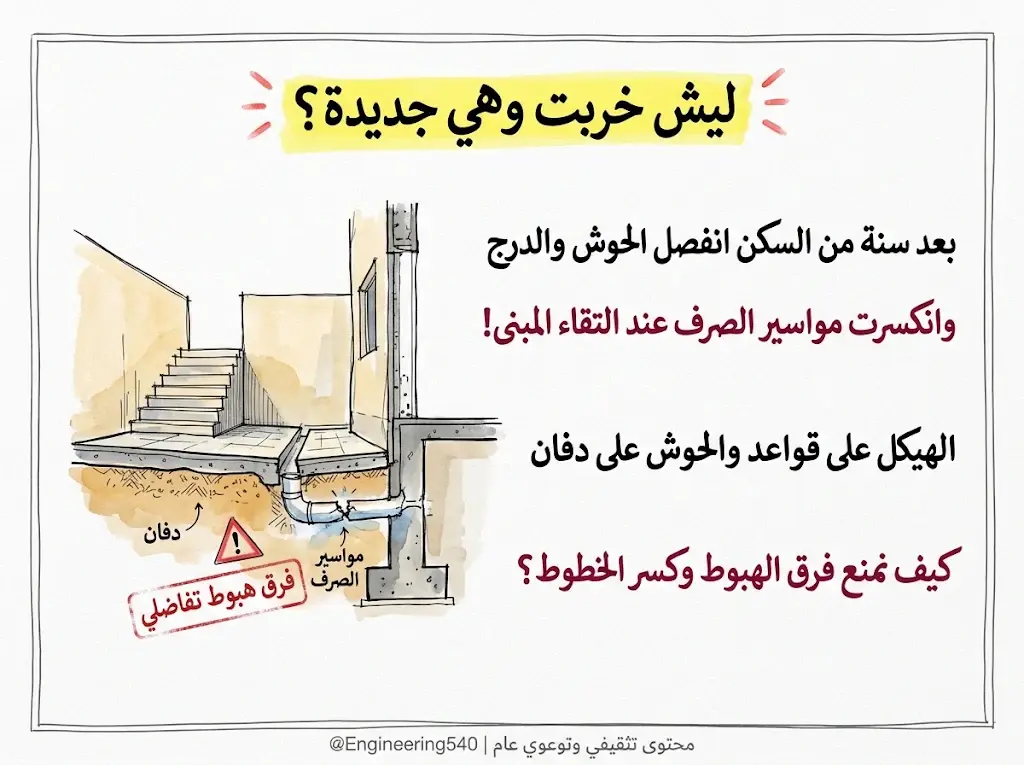 ليش خربت وهي جديدة؟
بعد سنة من السكن انفصل الحوش والدرج
وانكسرت مواسير الصرف عند التقاء المبنى!
الهيكل على قواعد والحوش على دفان
كيف نمنع فرق الهبوط وكسر الخطوط؟
دفان
!
مواسير
الصرف
فرق هبوط تفاضلي
محتوى تثقيفي وتوعوي عام | @Engineering540